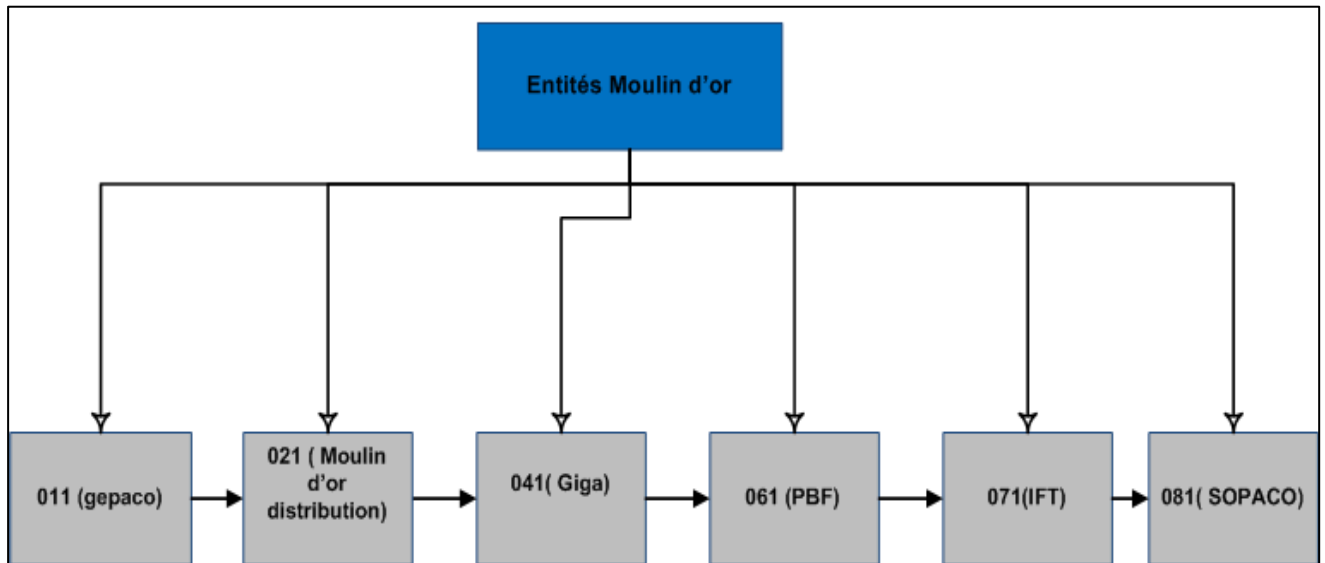 Entités Moulin d'or
011 (gepaco)
021 ( Moulin
d'or
distribution)
041( Giga)
061 (PBF)
071(IFT)
081( SOPACO)